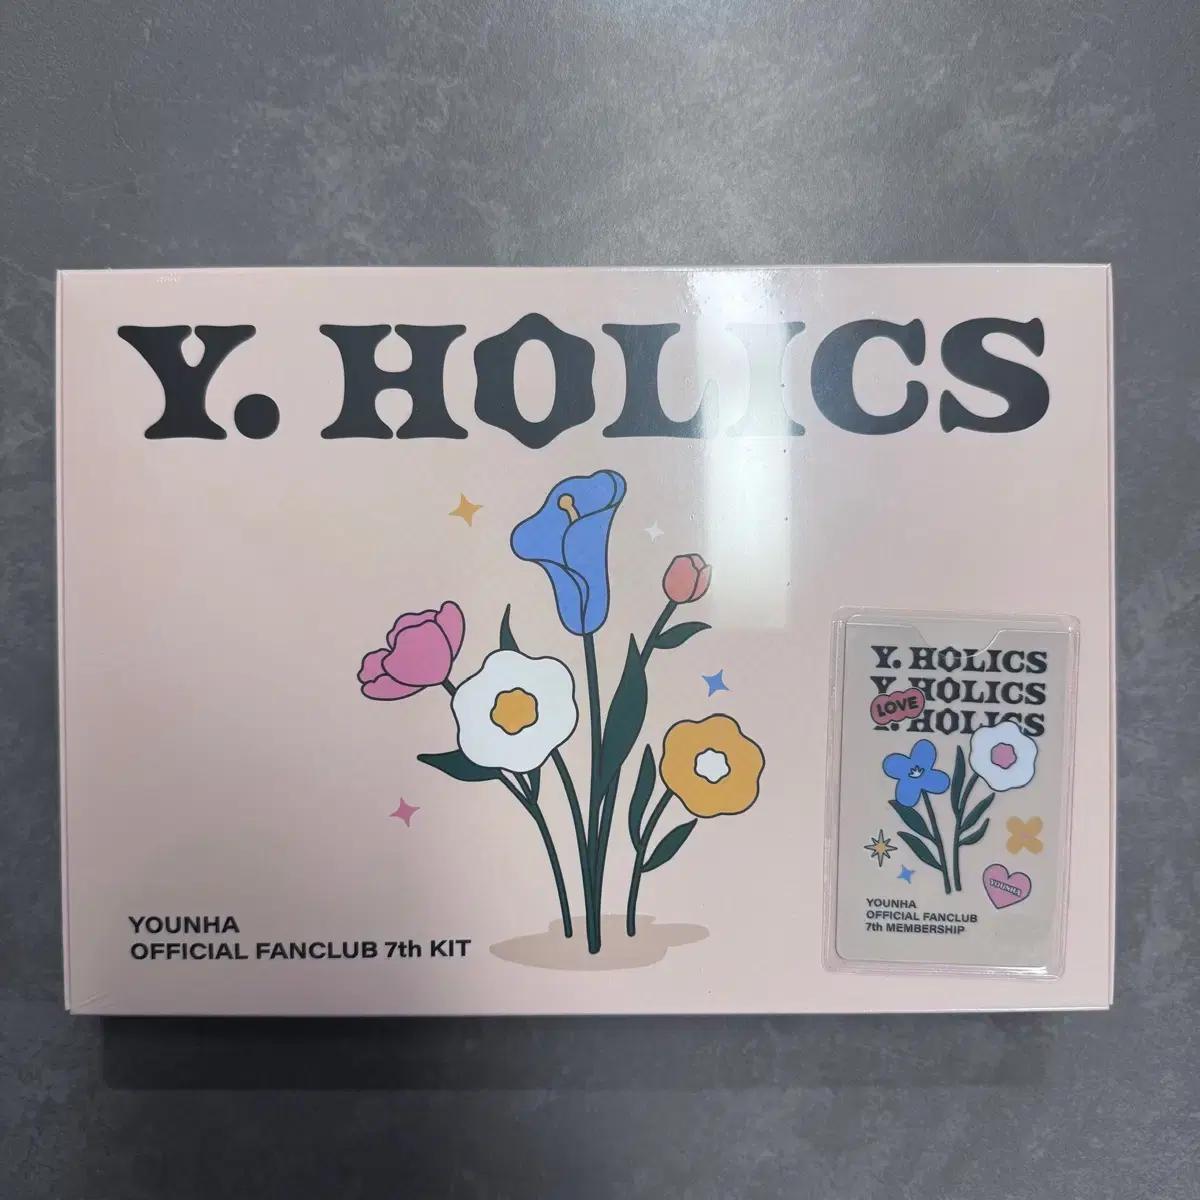 Y. HOLICS
YOUNHA
OFFICIAL FANCLUB 7th KIT
Y. HOLICS
Y. HOLICS
LOVE
Y. HOLICS
YOUNHA
YOUNHA
OFFICIAL FANCLUB
7th MEMBERSHIP